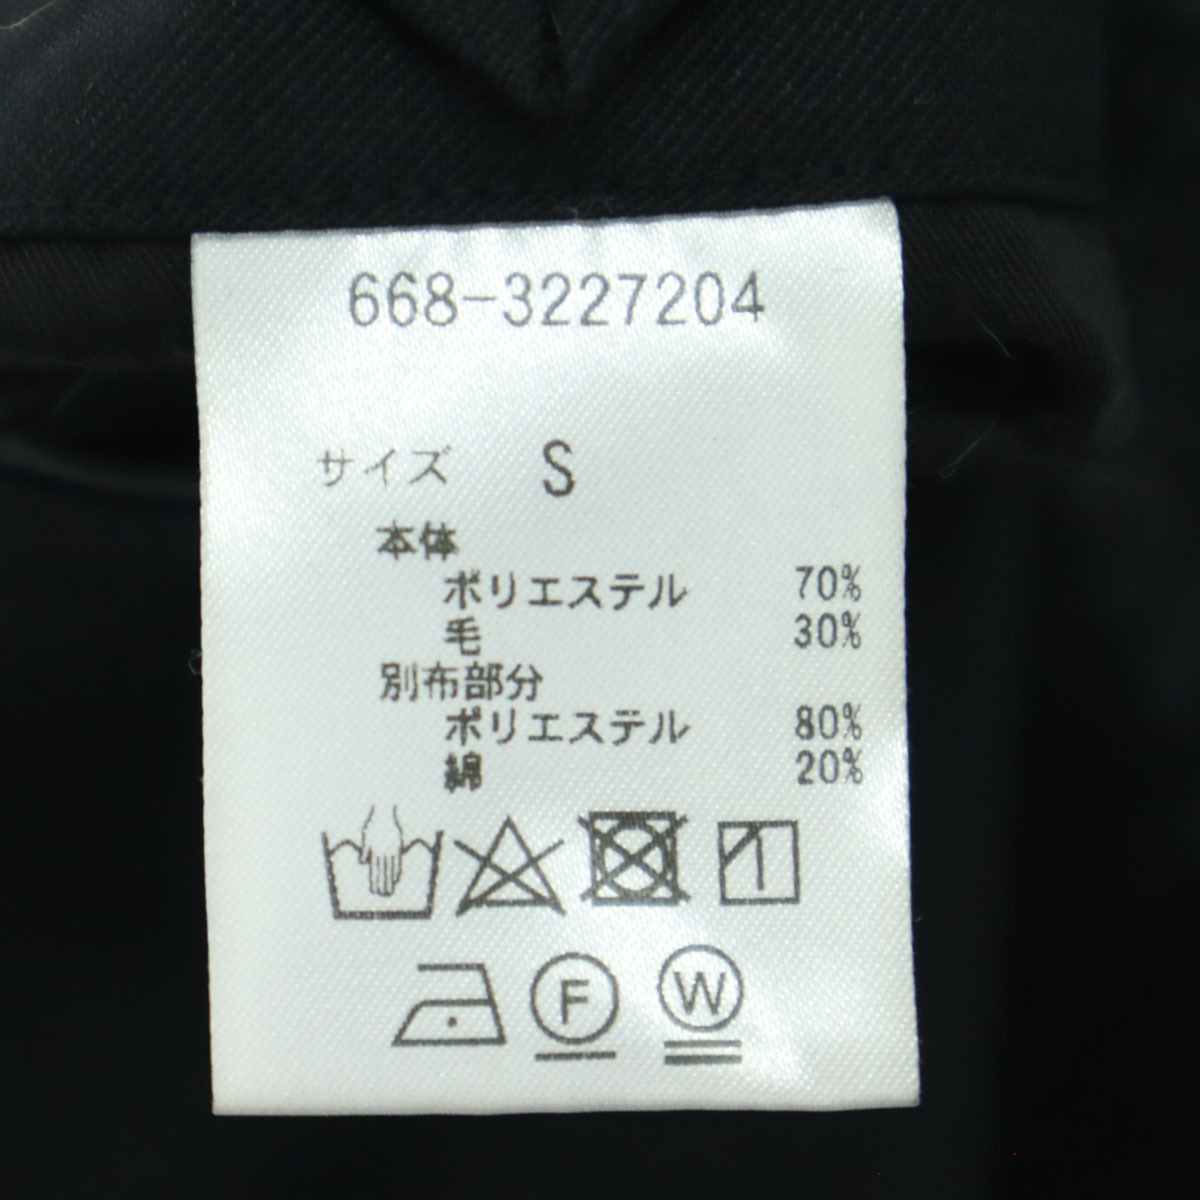 668-3227204
サイズ S
本体
ポリエステル 70%
毛 30%
別布部分
ポリエステル 80%
綿 20%
F W